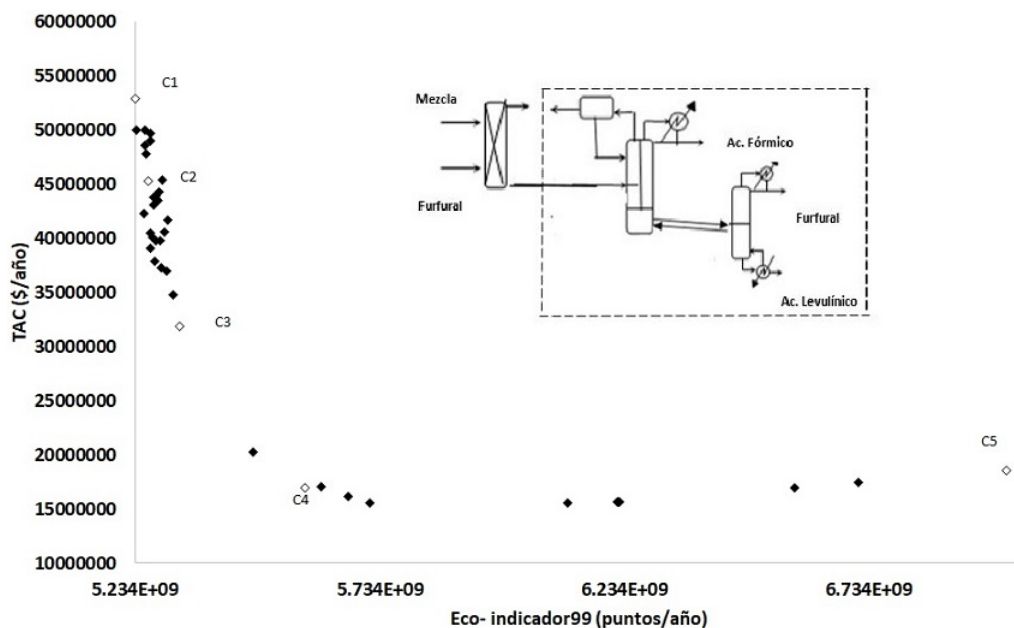 60000000
55000000
50000000
45000000
40000000
35000000
30000000
25000000
20000000
15000000
10000000
TAC ($/año)
C1
C2
C3
C4
C5
Mezcla
Furfural
Ac. Fórmico
Furfural
Ac. Levulínico
5.234E+09
5.734E+09
6.234E+09
6.734E+09
Eco- indicador99 (puntos/año)